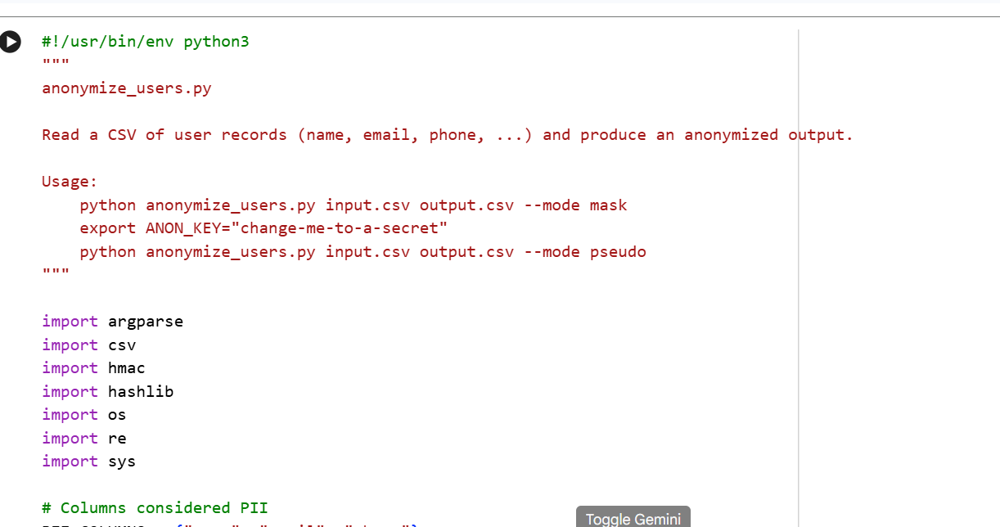 #!/usr/bin/env python3
"""
anonymize_users.py
Read a CSV of user records (name, email, phone, ...) and produce an anonymized output.
Usage:
    python anonymize_users.py input.csv output.csv --mode mask
    export ANON_KEY="change-me-to-a-secret"
    python anonymize_users.py input.csv output.csv --mode pseudo
"""
import argparse
import csv
import hmac
import hashlib
import os
import re
import sys
# Columns considered PII
Toggle Gemini